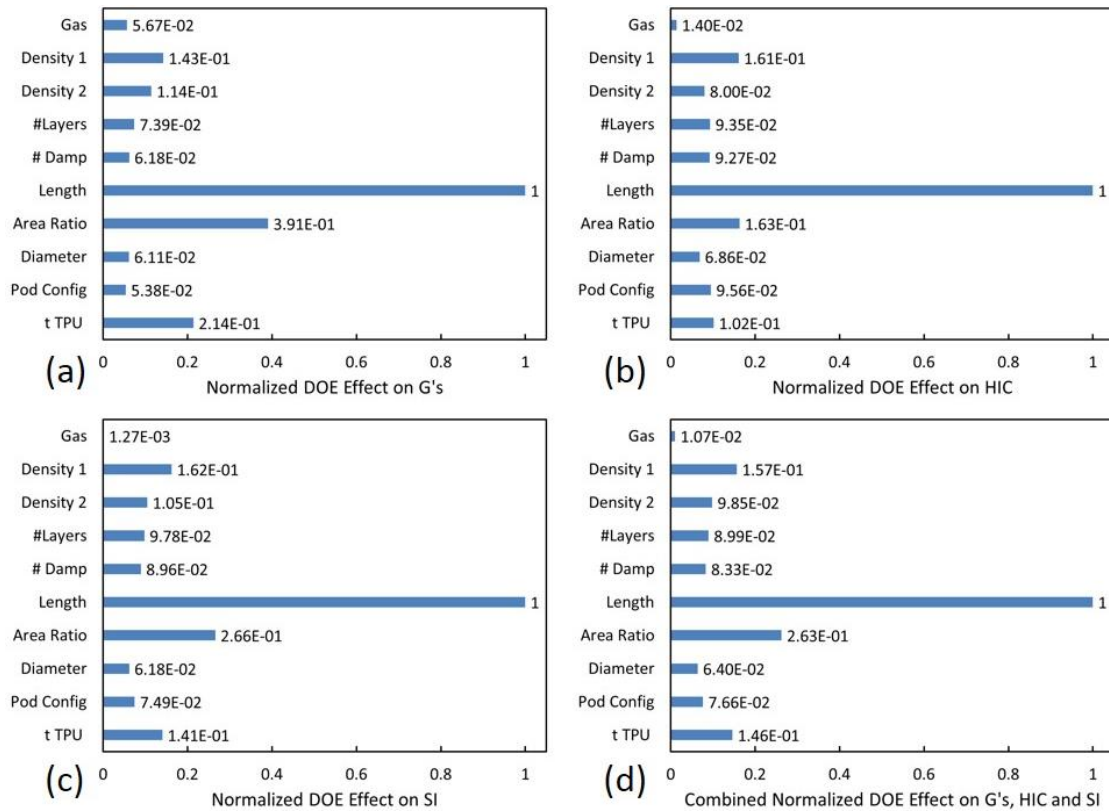 Gas 5.67E-02
Density 1 1.43E-01
Density 2 1.14E-01
#Layers 7.39E-02
# Damp 6.18E-02
Length 1
Area Ratio 3.91E-01
Diameter 6.11E-02
Pod Config 5.38E-02
t TPU 2.14E-01
0 0.2 0.4 0.6 0.8 1
(a) Normalized DOE Effect on G's
Gas 1.40E-02
Density 1 1.61E-01
Density 2 8.00E-02
#Layers 9.35E-02
# Damp 9.27E-02
Length 1
Area Ratio 1.63E-01
Diameter 6.86E-02
Pod Config 9.56E-02
t TPU 1.02E-01
0 0.2 0.4 0.6 0.8 1
(b) Normalized DOE Effect on HIC
Gas 1.27E-03
Density 1 1.62E-01
Density 2 1.05E-01
#Layers 9.78E-02
# Damp 8.96E-02
Length 1
Area Ratio 2.66E-01
Diameter 6.18E-02
Pod Config 7.49E-02
t TPU 1.41E-01
0 0.2 0.4 0.6 0.8 1
(c) Normalized DOE Effect on SI
Gas 1.07E-02
Density 1 1.57E-01
Density 2 9.85E-02
#Layers 8.99E-02
# Damp 8.33E-02
Length 1
Area Ratio 2.63E-01
Diameter 6.40E-02
Pod Config 7.66E-02
t TPU 1.46E-01
0 0.2 0.4 0.6 0.8 1
(d) Combined Normalized DOE Effect on G's, HIC and SI